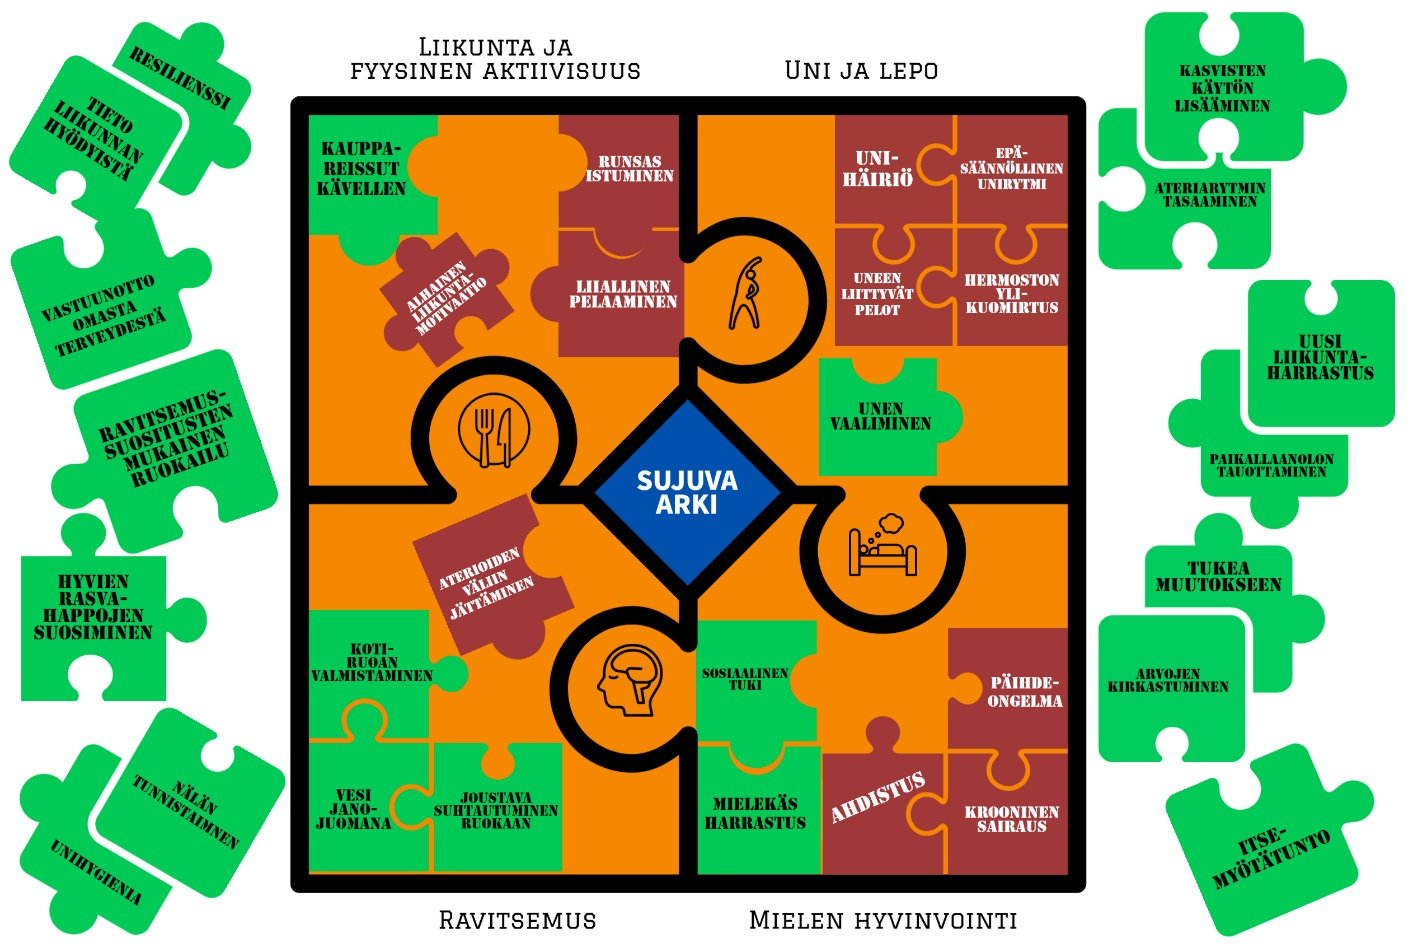 LIIKUNTA JA
FYYSINEN AKTIIVISUUS
UNI JA LEPO
RESILIENSSI
TIETO
LIIKUNNAN
HYÖDYISTÄ
VASTUUNOTTO
OMASTA
TERVEYDESTÄ
RAVITSEMUS-
SUOSITUSTEN
MUKAINEN
RUOKAILU
HYVIEN
RASVA-
HAPPOJEN
SUOSIMINEN
NÄLÄN
TUNNISTAIMNEN
UNIHYGIENIA
KAUPPA-
REISSUT
KÄVELLEN
RUNSAS
ISTUMINEN
ALHAINEN
LIIKUNTA-
MOTIVAATIO
LIIALLINEN
PELAAMINEN
UNI-
HÄIRIÖ
EPÄ-
SÄÄNNÖLLINEN
UNIRYTMI
UNEEN
LIITTYVÄT
PELOT
HERMOSTON
YLI-
KUOMIRTUS
UNEN
VAALIMINEN
SUJUVA
ARKI
ATERIOIDEN
VÄLIIN
JÄTTÄMINEN
KOTI-
RUOAN
VALMISTAMINEN
VESI
JANO-
JUOMANA
JOUSTAVA
SUHTAUTUMINEN
RUOKAAN
SOSIAALINEN
TUKI
MIELEKÄS
HARRASTUS
AHDISTUS
PÄIHDE-
ONGELMA
KROONINEN
SAIRAUS
KASVISTEN
KÄYTÖN
LISÄÄMINEN
ATERIARYTMIN
TASAAMINEN
UUSI
LIIKUNTA-
HARRASTUS
PAIKALLAANOLON
TAUOTTAMINEN
TUKEA
MUUTOKSEEN
ARVOJEN
KIRKASTUMINEN
ITSE-
MYÖTÄTUNTO
RAVITSEMUS
MIELEN HYVINVOINTI